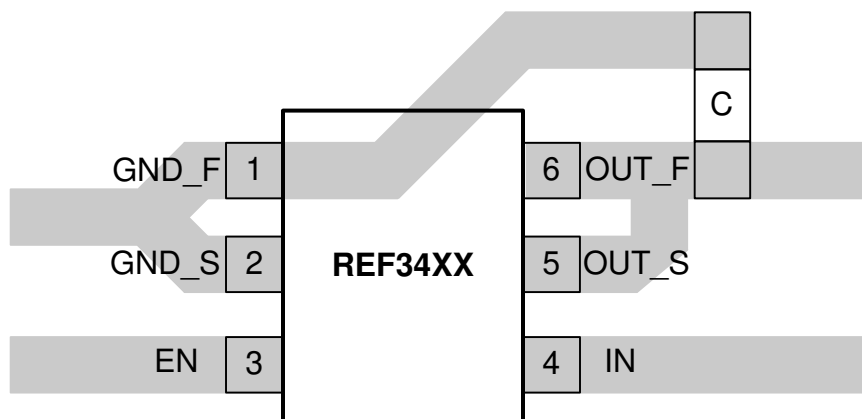 C
GND_F 1 6 OUT_F
GND_S 2 REF34XX 5 OUT_S
EN 3 4 IN